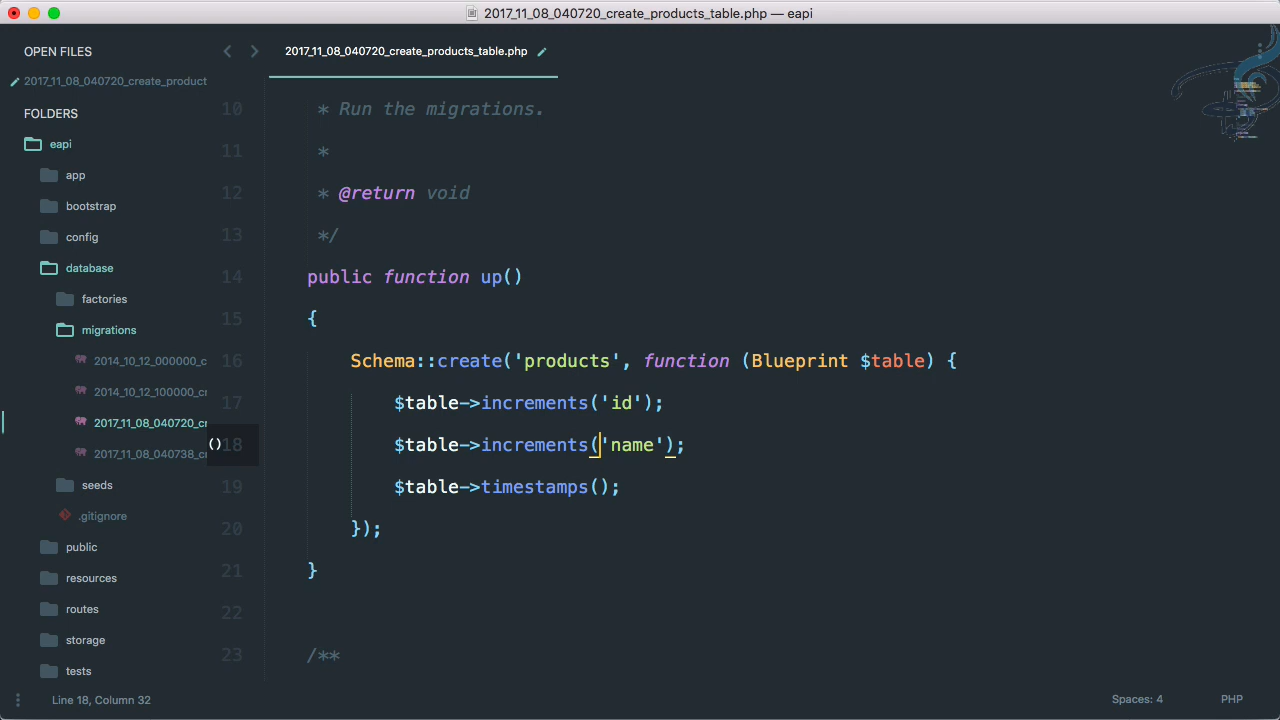 2017_11_08_040720_create_products_table.php — eapi
OPEN FILES
2017_11_08_040720_create_product
FOLDERS
eapi
app
bootstrap
config
database
factories
migrations
2014_10_12_000000_c
2014_10_12_100000_cr
2017_11_08_040720_cr
2017_11_08_040738_cr
seeds
.gitignore
public
resources
routes
storage
tests
2017_11_08_040720_create_products_table.php
10 * Run the migrations.
11 *
12 * @return void
13 */
14 public function up()
15 {
16 Schema::create('products', function (Blueprint $table) {
17 $table->increments('id');
() 18 $table->increments('name');
19 $table->timestamps();
20 });
21 }
22
23 /**
Line 18, Column 32
Spaces: 4
PHP